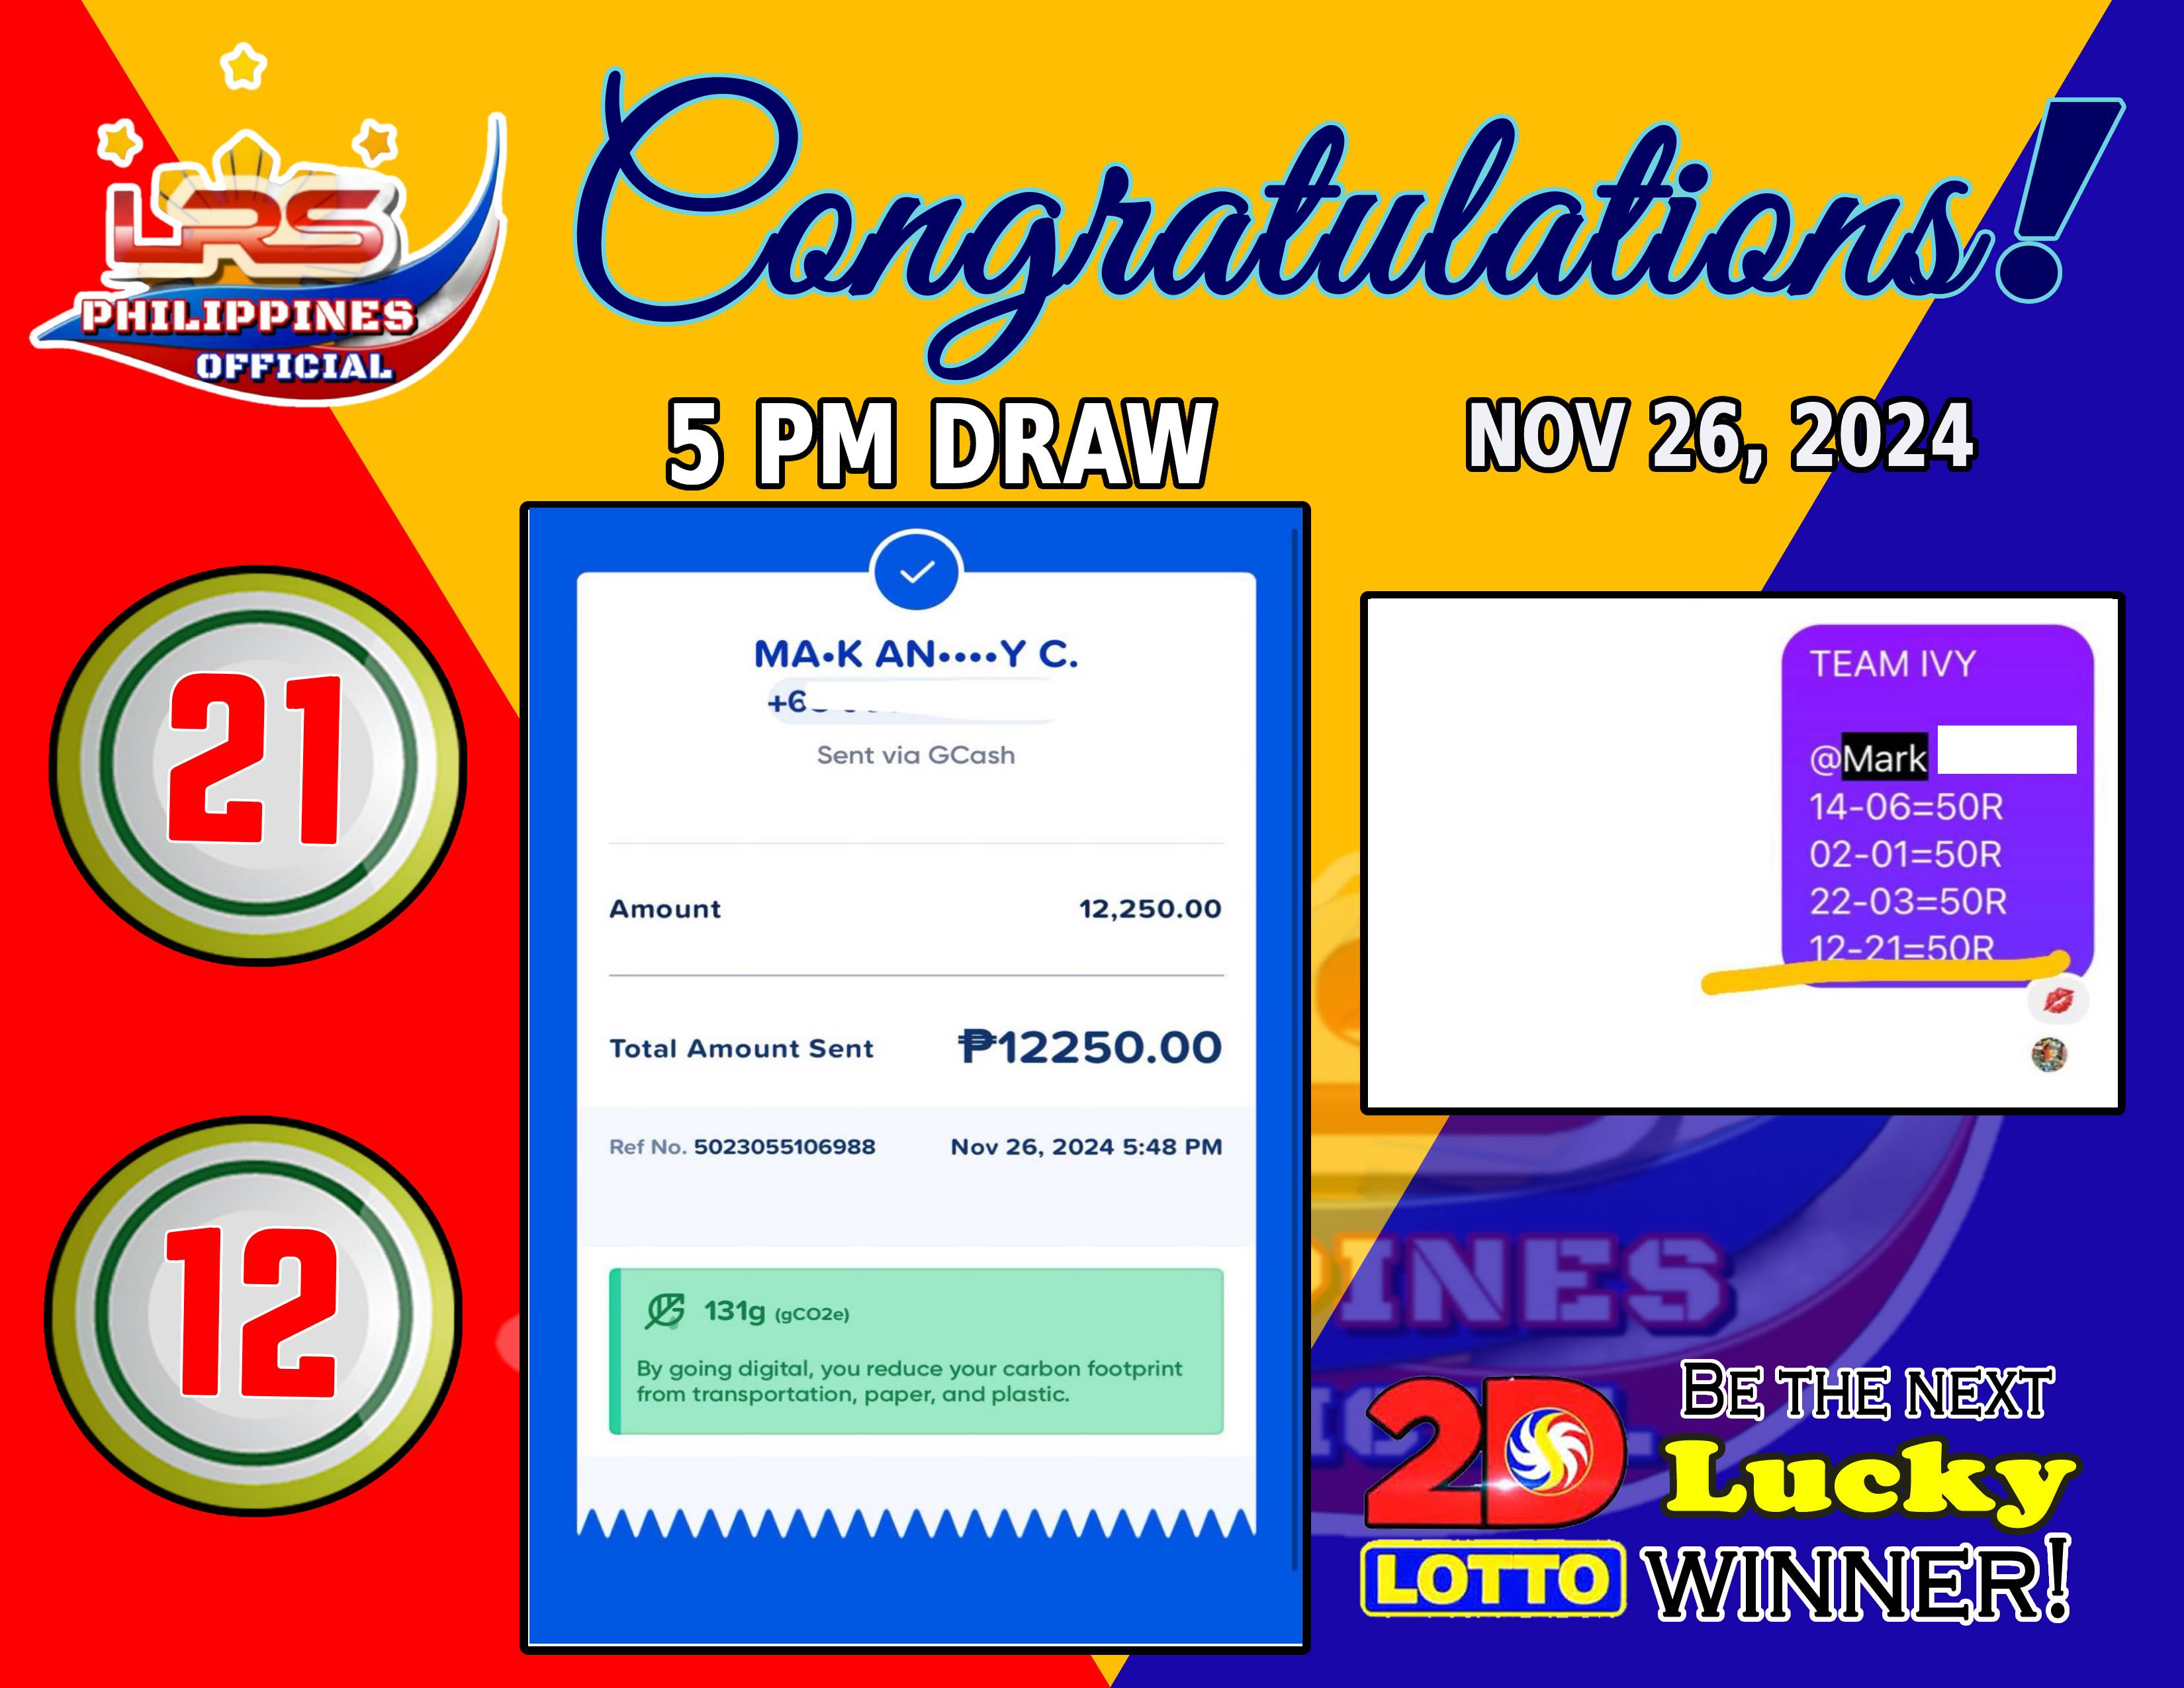 LRS
PHILIPPINES
OFFICIAL
Congratulations!
5 PM DRAW
NOV 26, 2024
21
12
MA•K AN••••Y C.
+6
Sent via GCash
Amount 12,250.00
Total Amount Sent ₱12250.00
Ref No. 5023055106988 Nov 26, 2024 5:48 PM
131g (gCO2e)
By going digital, you reduce your carbon footprint
from transportation, paper, and plastic.
TEAM IVY
@Mark
14-06=50R
02-01=50R
22-03=50R
12-21=50R
PINES
2D
LOTTO
BE THE NEXT
Lucky
WINNER!